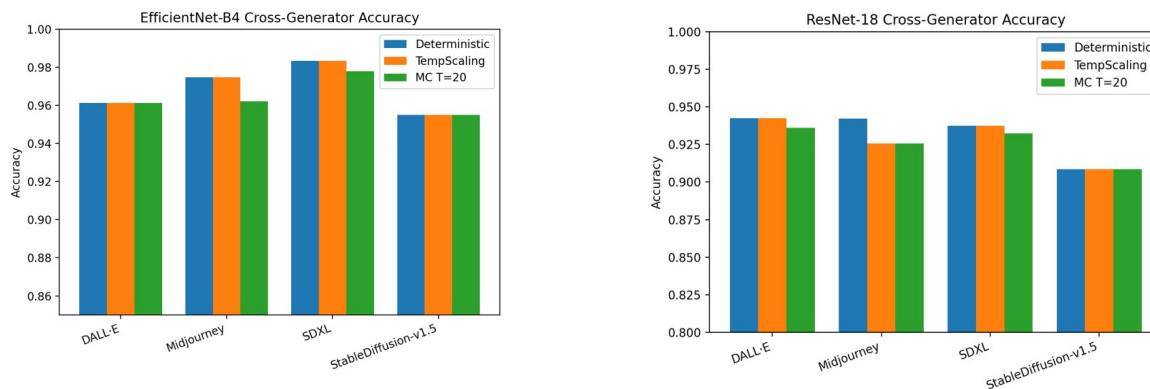 EfficientNet-B4 Cross-Generator Accuracy
Accuracy
1.00
0.98
0.96
0.94
0.92
0.90
0.88
0.86
Deterministic
TempScaling
MC T=20
DALL·E
Midjourney
SDXL
StableDiffusion-v1.5
ResNet-18 Cross-Generator Accuracy
Accuracy
1.000
0.975
0.950
0.925
0.900
0.875
0.850
0.825
0.800
Deterministic
TempScaling
MC T=20
DALL·E
Midjourney
SDXL
StableDiffusion-v1.5